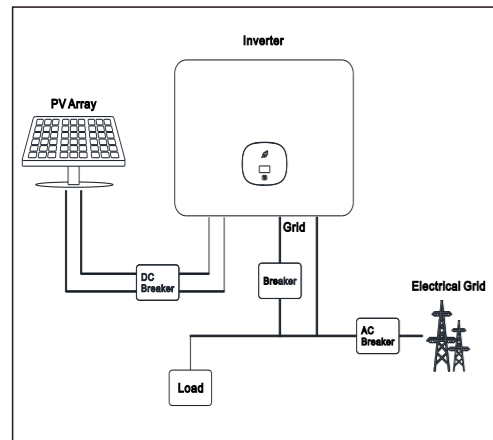 Inverter
PV Array
Grid
DC
Breaker
Breaker
Electrical Grid
AC
Breaker
Load